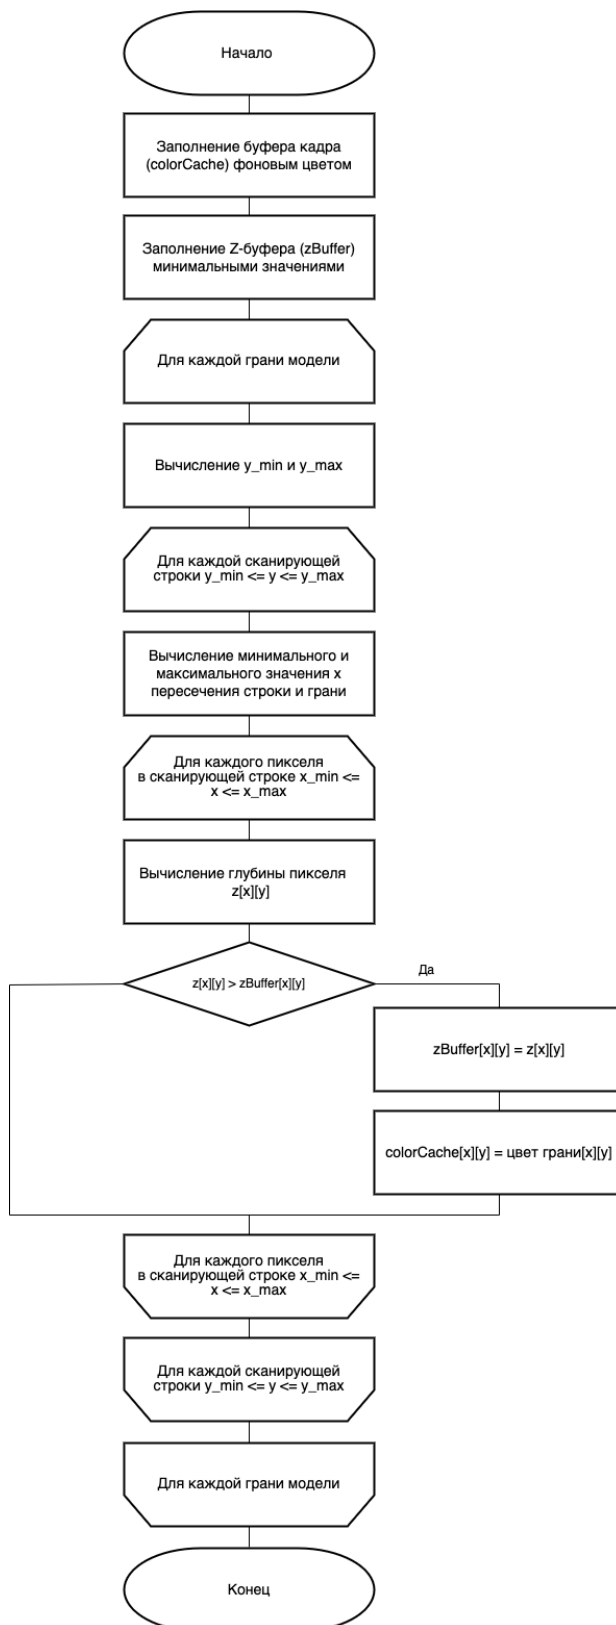 Начало
Заполнение буфера кадра
(colorCache) фоновым цветом
Заполнение Z-буфера (zBuffer)
минимальными значениями
Для каждой грани модели
Вычисление y_min и y_max
Для каждой сканирующей
строки y_min <= y <= y_max
Вычисление минимального и
максимального значения x
пересечения строки и грани
Для каждого пикселя
в сканирующей строке x_min <=
x <= x_max
Вычисление глубины пикселя
z[x][y]
z[x][y] > zBuffer[x][y]
Да
zBuffer[x][y] = z[x][y]
colorCache[x][y] = цвет грани[x][y]
Для каждого пикселя
в сканирующей строке x_min <=
x <= x_max
Для каждой сканирующей
строки y_min <= y <= y_max
Для каждой грани модели
Конец